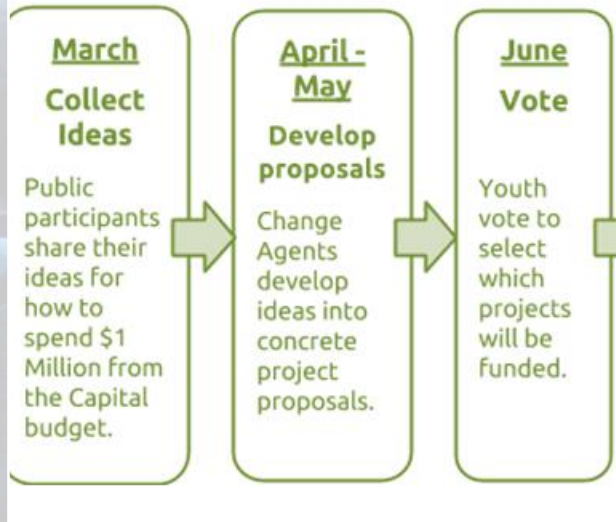 March
Collect
Ideas
Public
participants
share their
ideas for
how to
spend $1
Million from
the Capital
budget.
April -
May
Develop
proposals
Change
Agents
develop
ideas into
concrete
project
proposals.
June
Vote
Youth
vote to
select
which
projects
will be
funded.